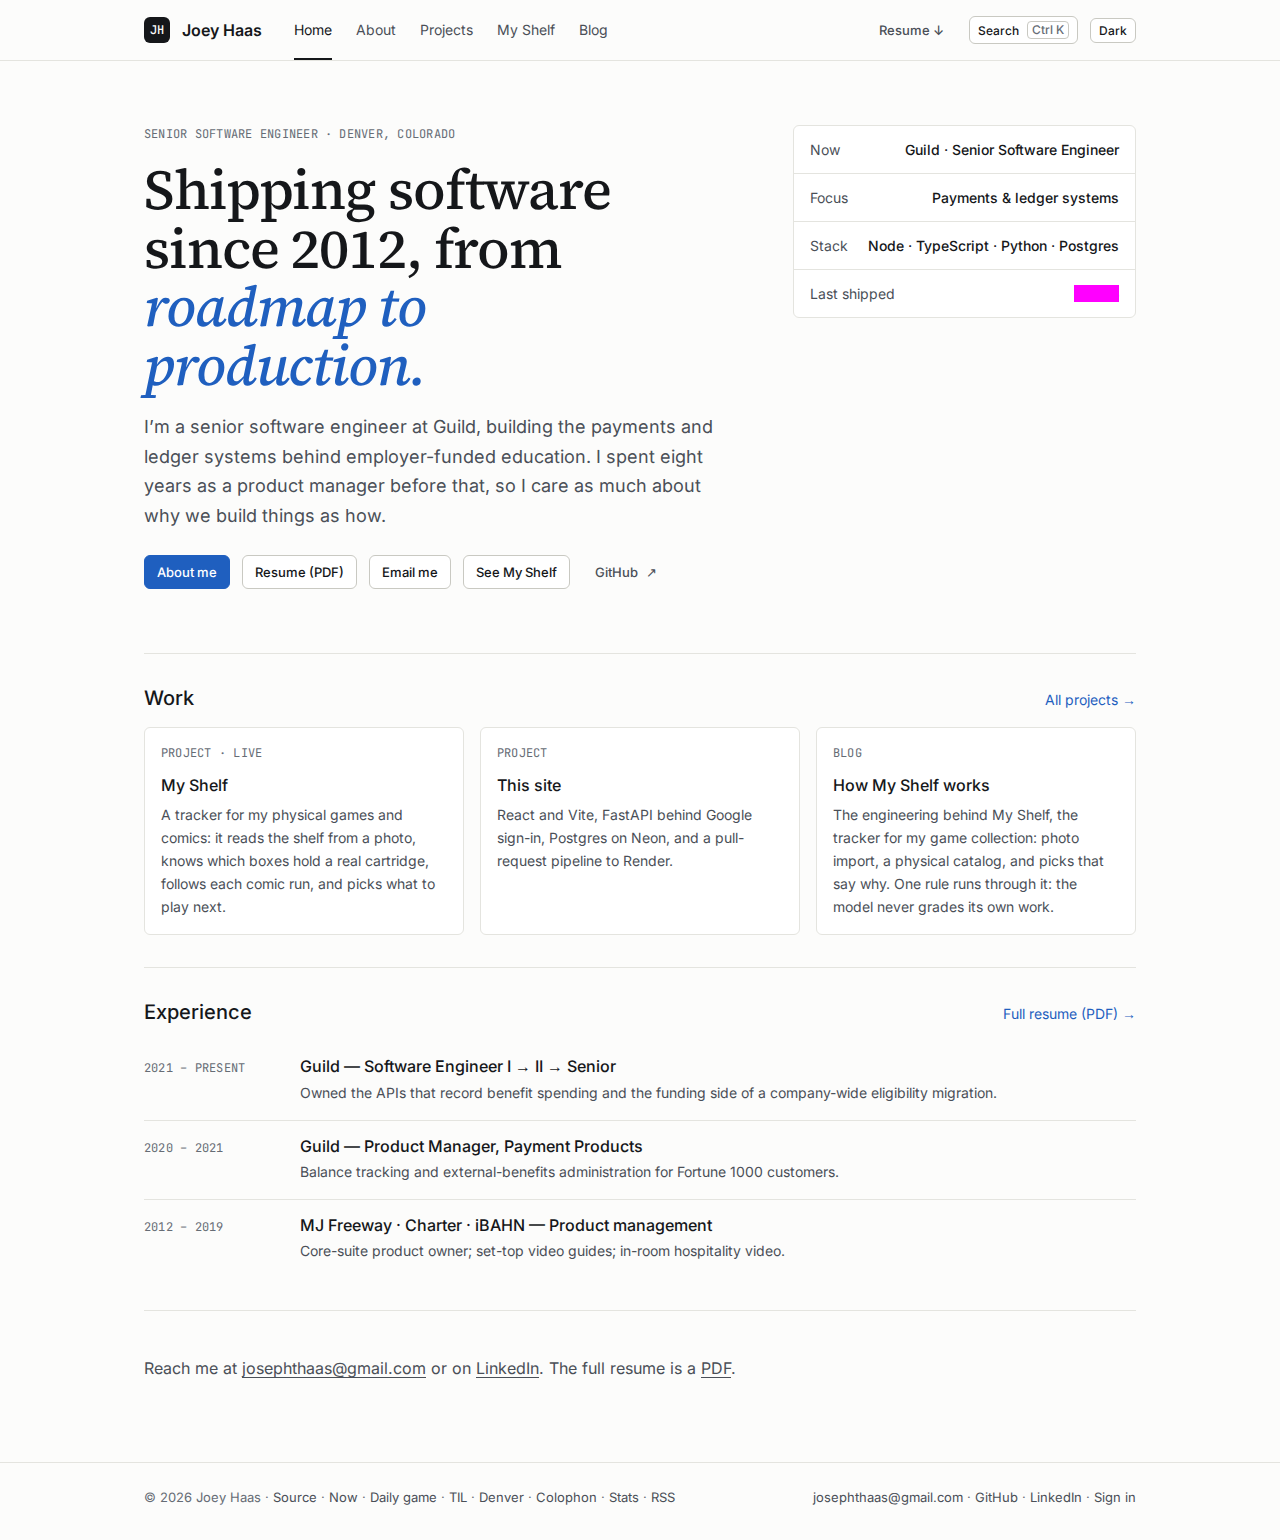 JH Joey Haas Home About Projects My Shelf Blog Resume ↓ Search Ctrl K Dark
SENIOR SOFTWARE ENGINEER · DENVER, COLORADO
Shipping software
since 2012, from
roadmap to
production.
I’m a senior software engineer at Guild, building the payments and
ledger systems behind employer-funded education. I spent eight
years as a product manager before that, so I care as much about
why we build things as how.
About me Resume (PDF) Email me See My Shelf GitHub ↗
Now Guild · Senior Software Engineer
Focus Payments & ledger systems
Stack Node · TypeScript · Python · Postgres
Last shipped
Work All projects →
PROJECT · LIVE
My Shelf
A tracker for my physical games and
comics: it reads the shelf from a photo,
knows which boxes hold a real cartridge,
follows each comic run, and picks what to
play next.
PROJECT
This site
React and Vite, FastAPI behind Google
sign-in, Postgres on Neon, and a pull-
request pipeline to Render.
BLOG
How My Shelf works
The engineering behind My Shelf, the
tracker for my game collection: photo
import, a physical catalog, and picks that
say why. One rule runs through it: the
model never grades its own work.
Experience Full resume (PDF) →
2021 – PRESENT Guild — Software Engineer I → II → Senior
Owned the APIs that record benefit spending and the funding side of a company-wide eligibility migration.
2020 – 2021 Guild — Product Manager, Payment Products
Balance tracking and external-benefits administration for Fortune 1000 customers.
2012 – 2019 MJ Freeway · Charter · iBAHN — Product management
Core-suite product owner; set-top video guides; in-room hospitality video.
Reach me at josephthaas@gmail.com or on LinkedIn. The full resume is a PDF.
© 2026 Joey Haas · Source · Now · Daily game · TIL · Denver · Colophon · Stats · RSS josephthaas@gmail.com · GitHub · LinkedIn · Sign in